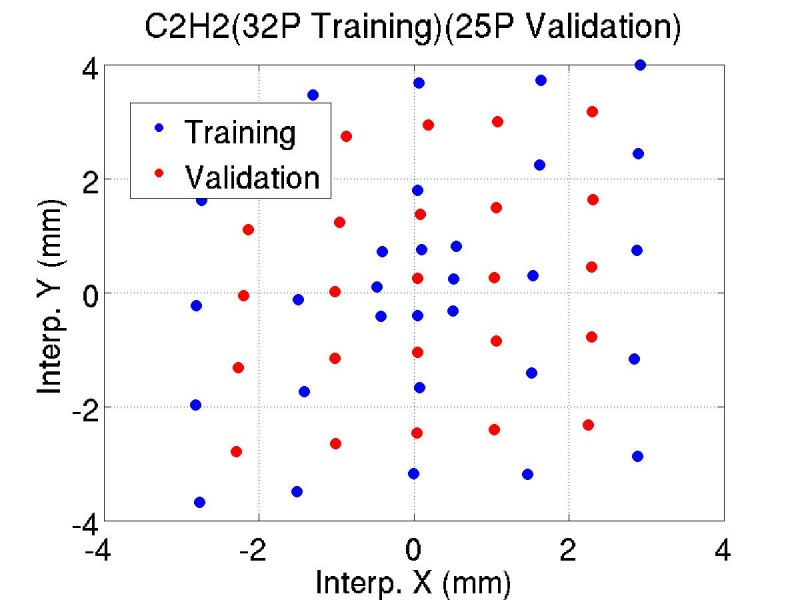 C2H2(32P Training)(25P Validation)
Training
Validation
4
2
0
-2
-4
Interp. Y (mm)
-4
-2
0
2
4
Interp. X (mm)